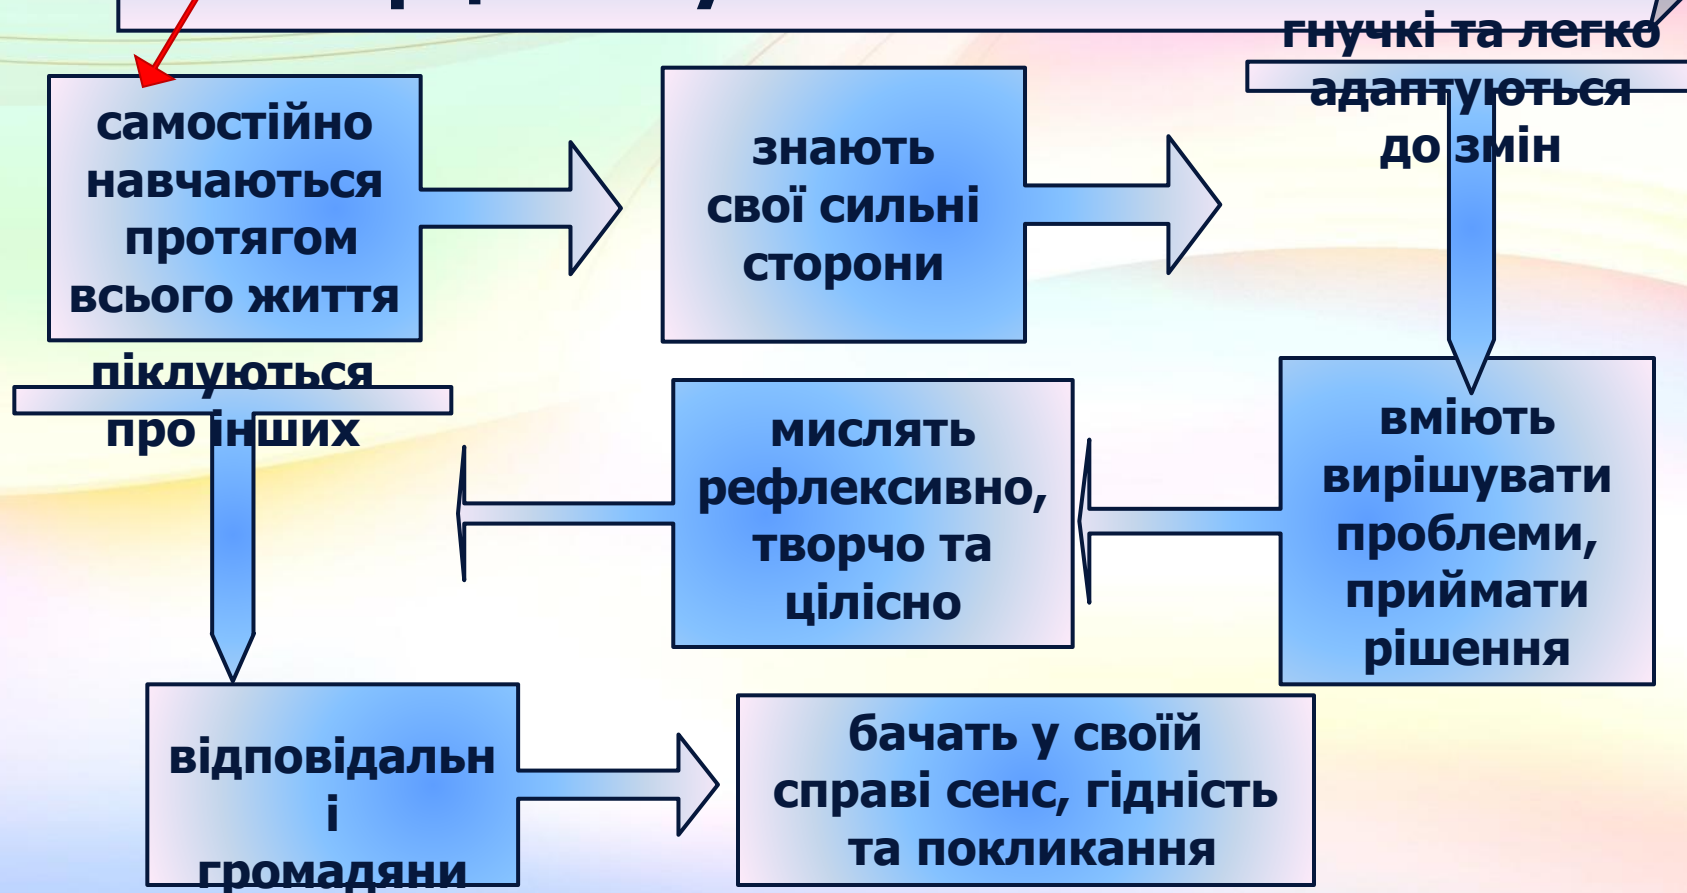 самостійно
навчаються
протягом
всього життя
знають
свої сильні
сторони
гнучкі та легко
адаптуються
до змін
вміють
вирішувати
проблеми,
приймати
рішення
мислять
рефлексивно,
творчо та
цілісно
піклуються
про інших
відповідальн
і
громадяни
бачать у своїй
справі сенс, гідність
та покликання